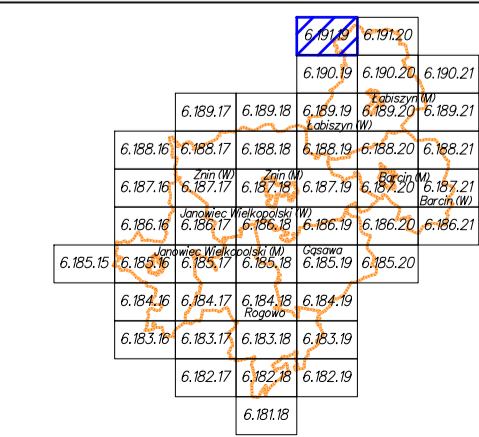 6.191.19 6.191.20
6.190.19 6.190.20 6.190.21
Łabiszyn (M)
6.189.17 6.189.18 6.189.19 6.189.20 6.189.21
Łabiszyn (W)
6.188.16 6.188.17 6.188.18 6.188.19 6.188.20 6.188.21
Żnin (W) Żnin (M) Barcin (M)
6.187.16 6.187.17 6.187.18 6.187.19 6.187.20 6.187.21
Barcin (W)
Janowiec Wielkopolski (W)
6.186.16 6.186.17 6.186.18 6.186.19 6.186.20 6.186.21
Janowiec Wielkopolski (M) Gąsawa
6.185.15 6.185.16 6.185.17 6.185.18 6.185.19 6.185.20
6.184.16 6.184.17 6.184.18 6.184.19
Rogowo
6.183.16 6.183.17 6.183.18 6.183.19
6.182.17 6.182.18 6.182.19
6.181.18